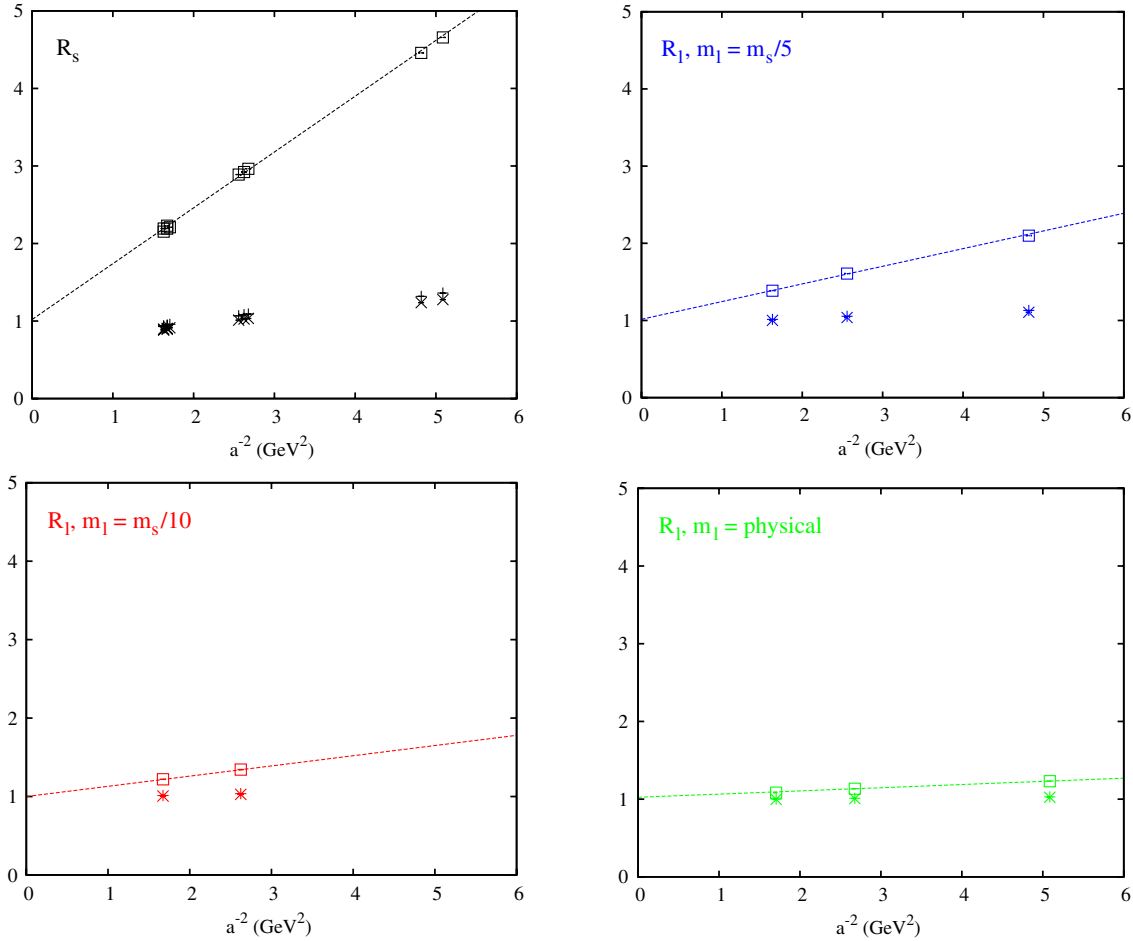 R_s
5
4
3
2
1
0
0 1 2 3 4 5 6
a^-2 (GeV^2)
R_l, m_l = m_s/5
5
4
3
2
1
0
0 1 2 3 4 5 6
a^-2 (GeV^2)
R_l, m_l = m_s/10
5
4
3
2
1
0
0 1 2 3 4 5 6
a^-2 (GeV^2)
R_l, m_l = physical
5
4
3
2
1
0
0 1 2 3 4 5 6
a^-2 (GeV^2)